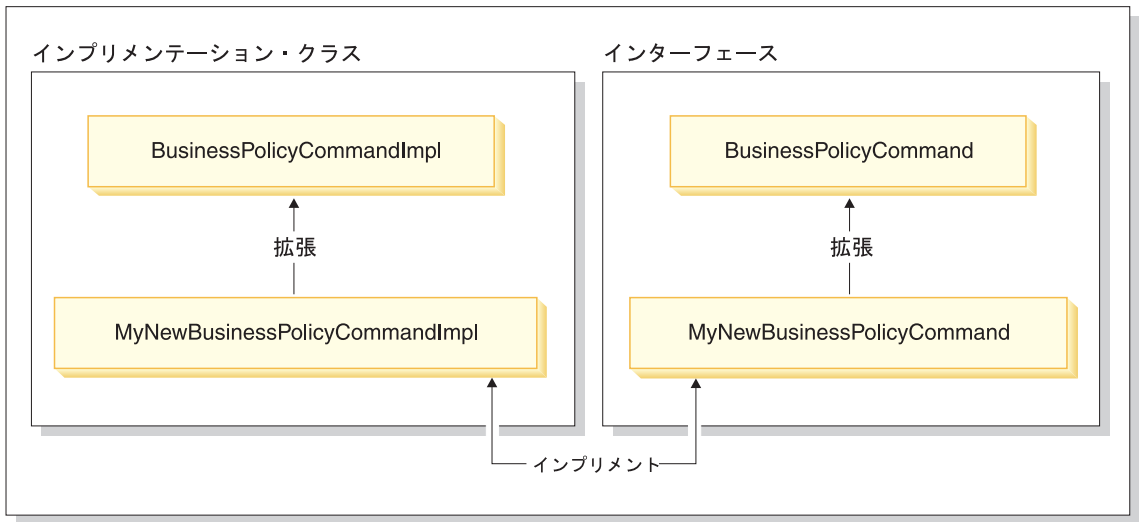 インプリメンテーション・クラス
BusinessPolicyCommandImpl
拡張
MyNewBusinessPolicyCommandImpl
インターフェース
BusinessPolicyCommand
拡張
MyNewBusinessPolicyCommand
インプリメント